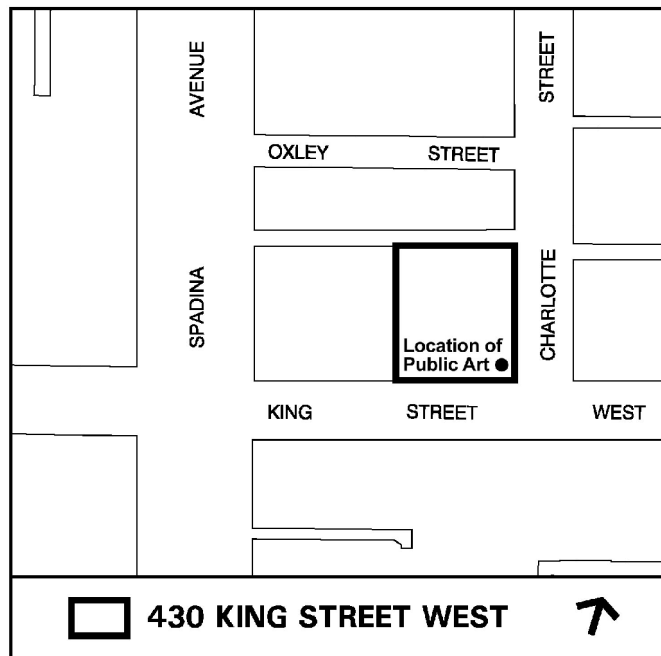 AVENUE
STREET
OXLEY STREET
SPADINA
CHARLOTTE
Location of
Public Art
KING STREET WEST
430 KING STREET WEST